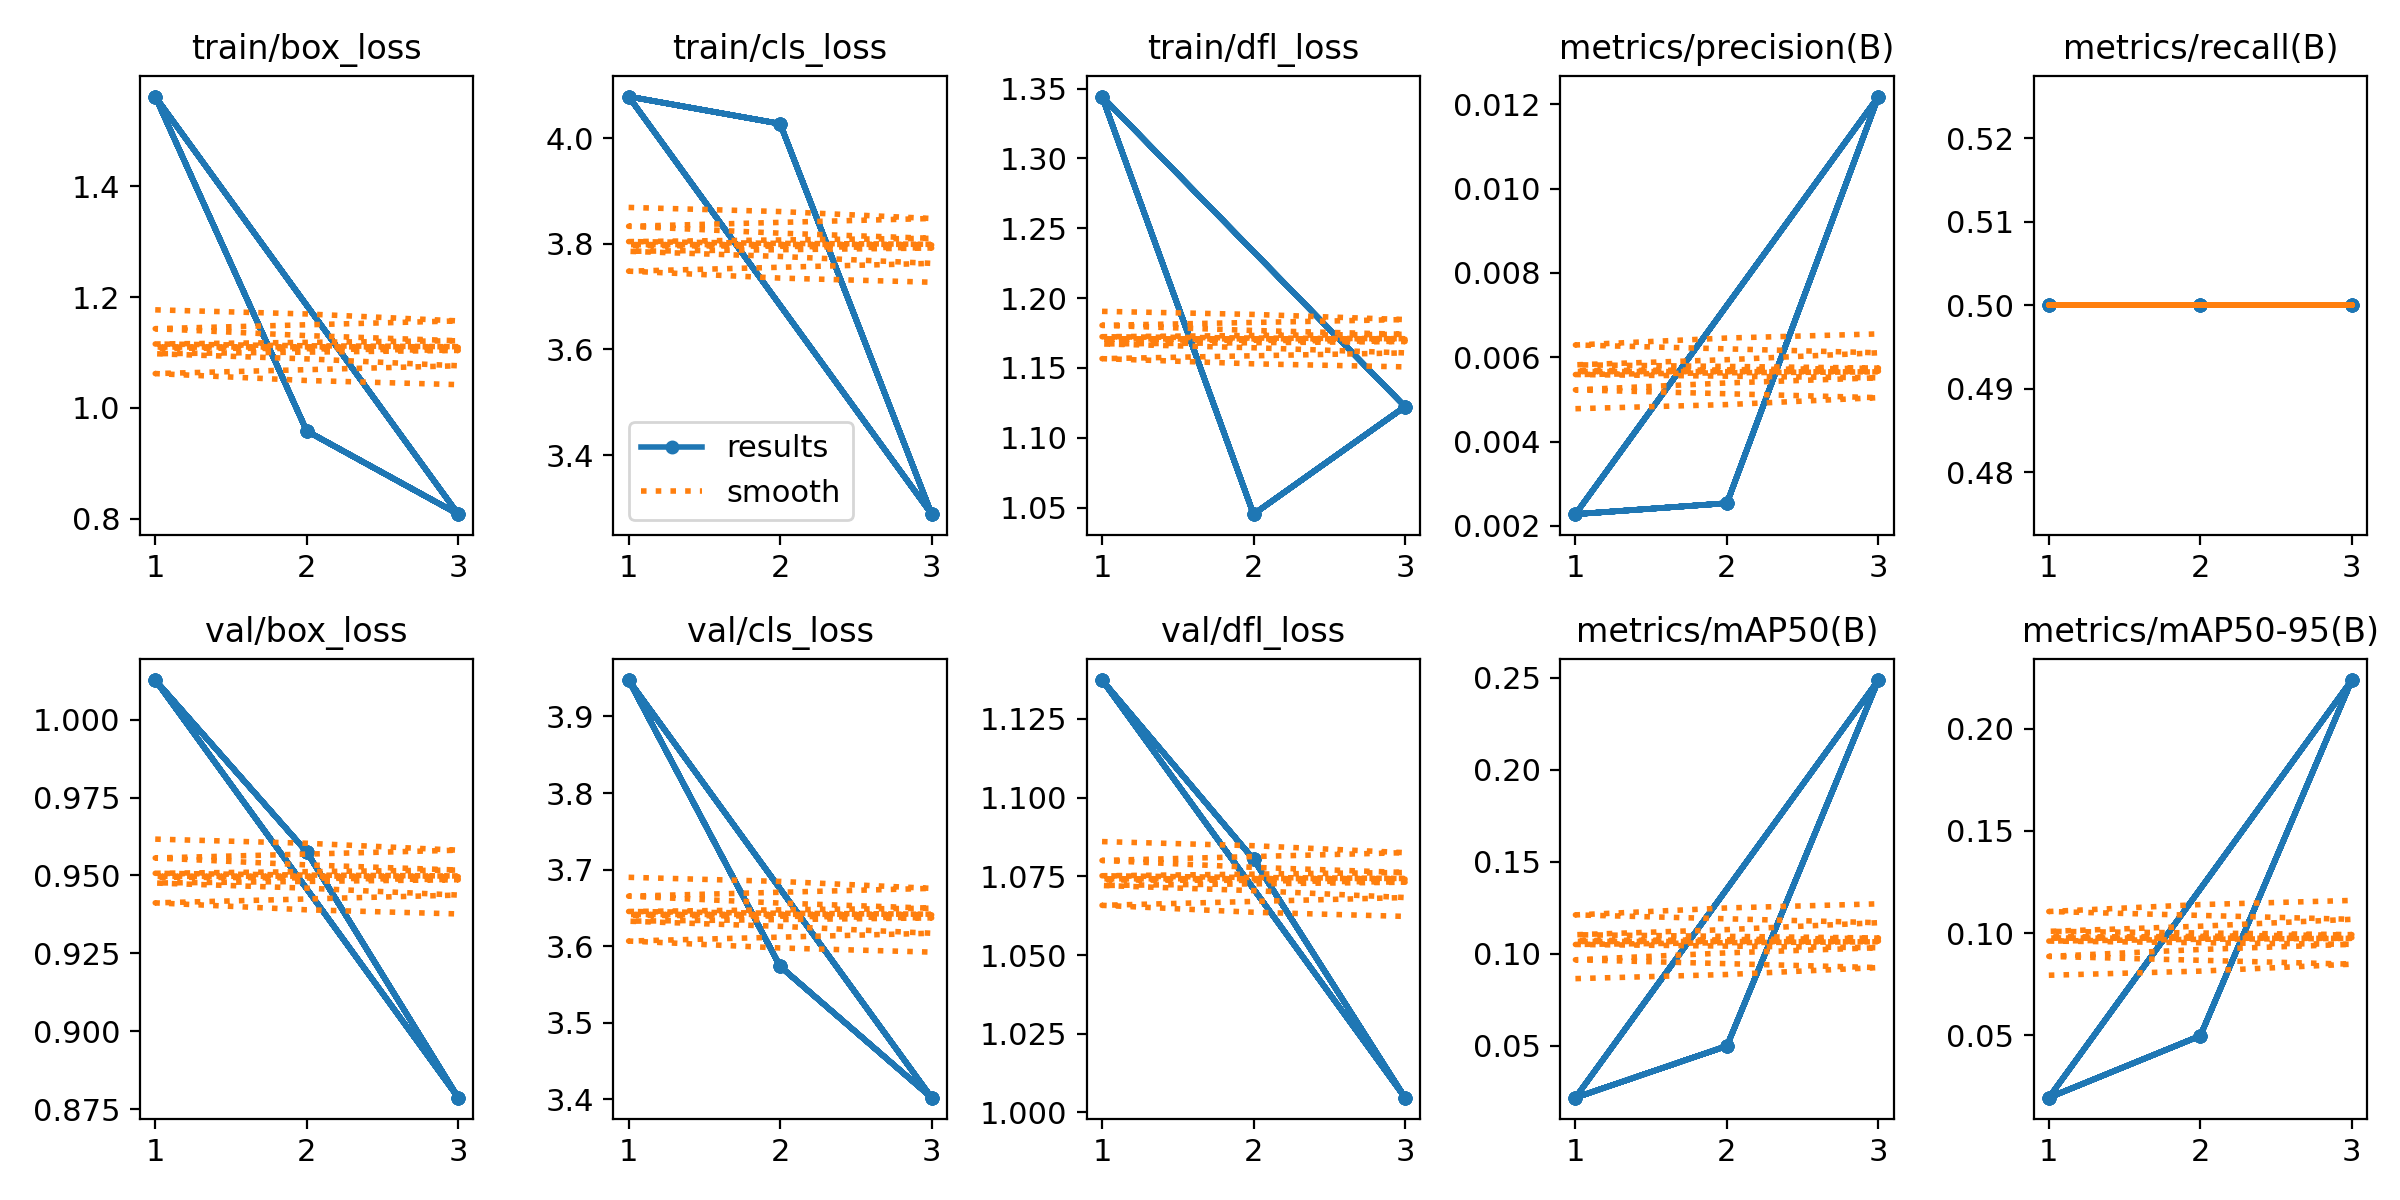 train/box_loss
1.4
1.2
1.0
0.8
1 2 3
train/cls_loss
4.0
3.8
3.6
3.4
results
smooth
1 2 3
train/dfl_loss
1.35
1.30
1.25
1.20
1.15
1.10
1.05
1 2 3
metrics/precision(B)
0.012
0.010
0.008
0.006
0.004
0.002
1 2 3
metrics/recall(B)
0.52
0.51
0.50
0.49
0.48
1 2 3
val/box_loss
1.000
0.975
0.950
0.925
0.900
0.875
1 2 3
val/cls_loss
3.9
3.8
3.7
3.6
3.5
3.4
1 2 3
val/dfl_loss
1.125
1.100
1.075
1.050
1.025
1.000
1 2 3
metrics/mAP50(B)
0.25
0.20
0.15
0.10
0.05
1 2 3
metrics/mAP50-95(B)
0.20
0.15
0.10
0.05
1 2 3